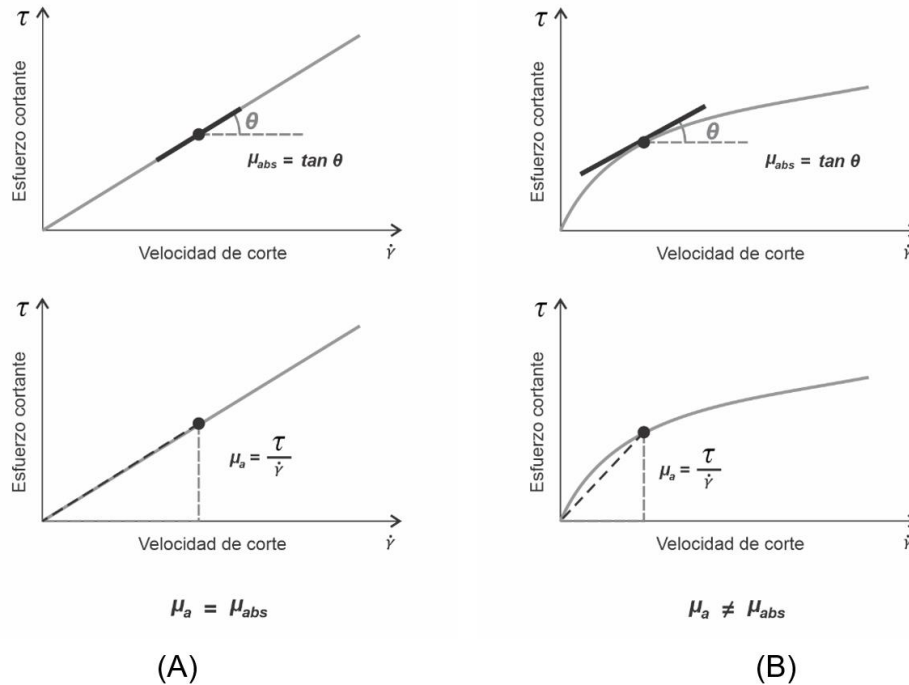 τ
Esfuerzo cortante
θ
μabs = tan θ
Velocidad de corte
γ̇
τ
Esfuerzo cortante
μa = τ / γ̇
Velocidad de corte
γ̇
μa = μabs
(A)
τ
Esfuerzo cortante
θ
μabs = tan θ
Velocidad de corte
γ̇
τ
Esfuerzo cortante
μa = τ / γ̇
Velocidad de corte
γ̇
μa ≠ μabs
(B)